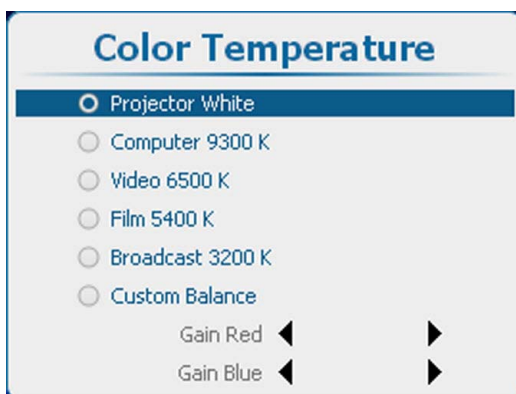 Color Temperature
Projector White
Computer 9300 K
Video 6500 K
Film 5400 K
Broadcast 3200 K
Custom Balance
Gain Red
Gain Blue